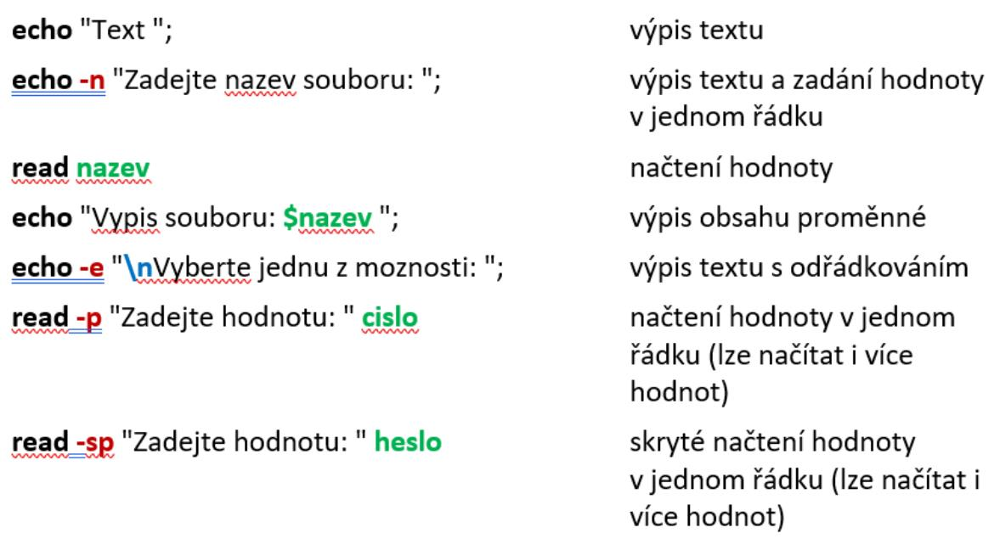 echo "Text "; výpis textu
echo -n "Zadejte nazev souboru: "; výpis textu a zadání hodnoty
v jednom řádku
read nazev načtení hodnoty
echo "Vypis souboru: $nazev "; výpis obsahu proměnné
echo -e "\nVyberte jednu z moznosti: "; výpis textu s odřádkováním
read -p "Zadejte hodnotu: " cislo načtení hodnoty v jednom
řádku (lze načítat i více
hodnot)
read -sp "Zadejte hodnotu: " heslo skryté načtení hodnoty
v jednom řádku (lze načítat i
více hodnot)